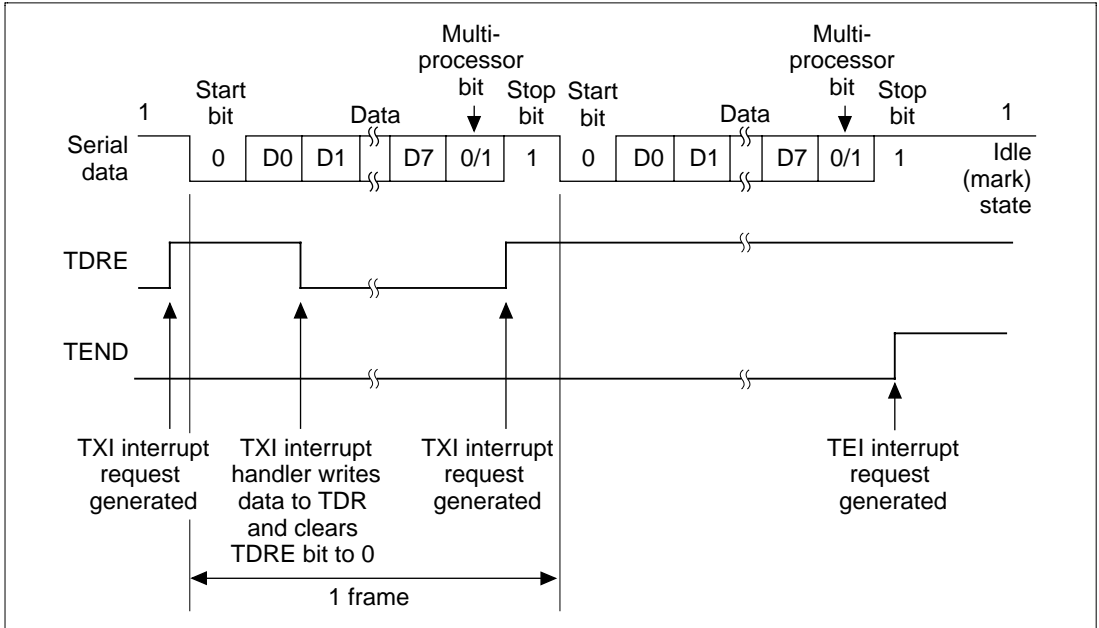 Multi-
processor
bit
Multi-
processor
bit
1
Start
bit
Data
Stop
bit
Start
bit
Data
Stop
bit
1
Serial
data
0 D0 D1 D7 0/1 1 0 D0 D1 D7 0/1 1
Idle
(mark)
state
TDRE
TEND
TXI interrupt
request
generated
TXI interrupt
handler writes
data to TDR
and clears
TDRE bit to 0
TXI interrupt
request
generated
TEI interrupt
request
generated
1 frame